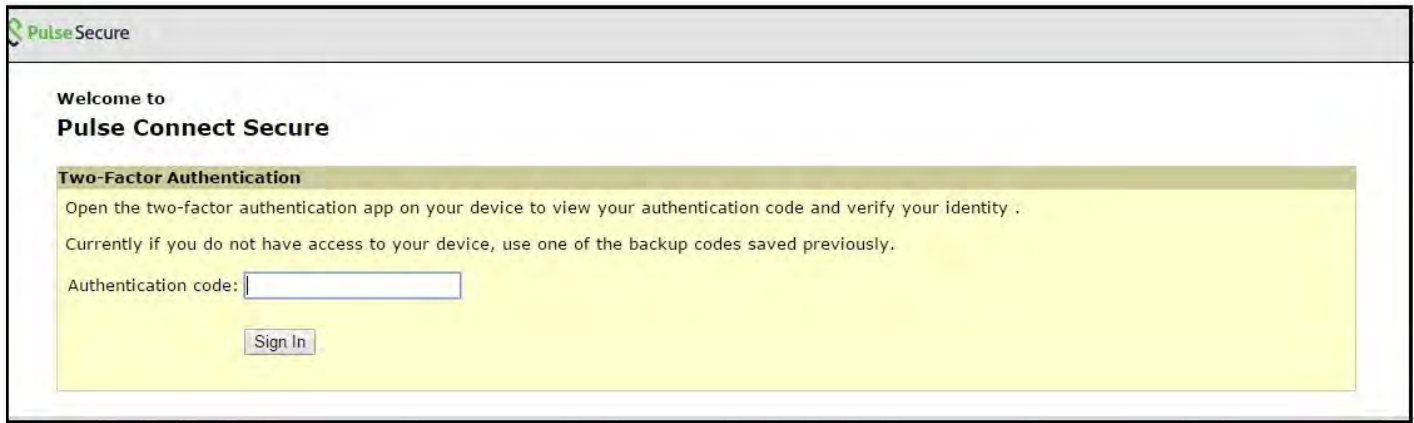 Pulse Secure
Welcome to
Pulse Connect Secure
Two-Factor Authentication
Open the two-factor authentication app on your device to view your authentication code and verify your identity .
Currently if you do not have access to your device, use one of the backup codes saved previously.
Authentication code:
Sign In